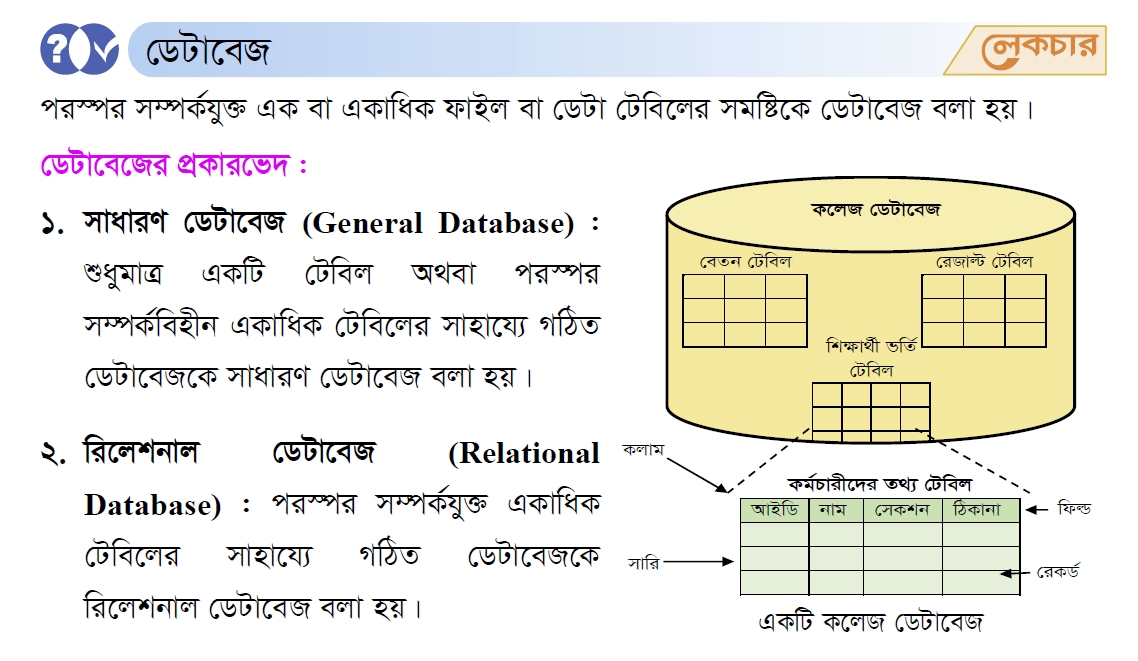 ডেটাবেজ
লেকচার
পরস্পর সম্পর্কযুক্ত এক বা একাধিক ফাইল বা ডেটা টেবিলের সমষ্টিকে ডেটাবেজ বলা হয়।
ডেটাবেজের প্রকারভেদ :
১. সাধারণ ডেটাবেজ (General Database) :
শুধুমাত্র একটি টেবিল অথবা পরস্পর
সম্পর্কবিহীন একাধিক টেবিলের সাহায্যে গঠিত
ডেটাবেজকে সাধারণ ডেটাবেজ বলা হয়।
২. রিলেশনাল ডেটাবেজ (Relational
Database) : পরস্পর সম্পর্কযুক্ত একাধিক
টেবিলের সাহায্যে গঠিত ডেটাবেজকে
রিলেশনাল ডেটাবেজ বলা হয়।
কলেজ ডেটাবেজ
বেতন টেবিল
রেজাল্ট টেবিল
শিক্ষার্থী ভর্তি
টেবিল
কলাম
কর্মচারীদের তথ্য টেবিল
আইডি নাম সেকশন ঠিকানা
ফিল্ড
সারি
রেকর্ড
একটি কলেজ ডেটাবেজ